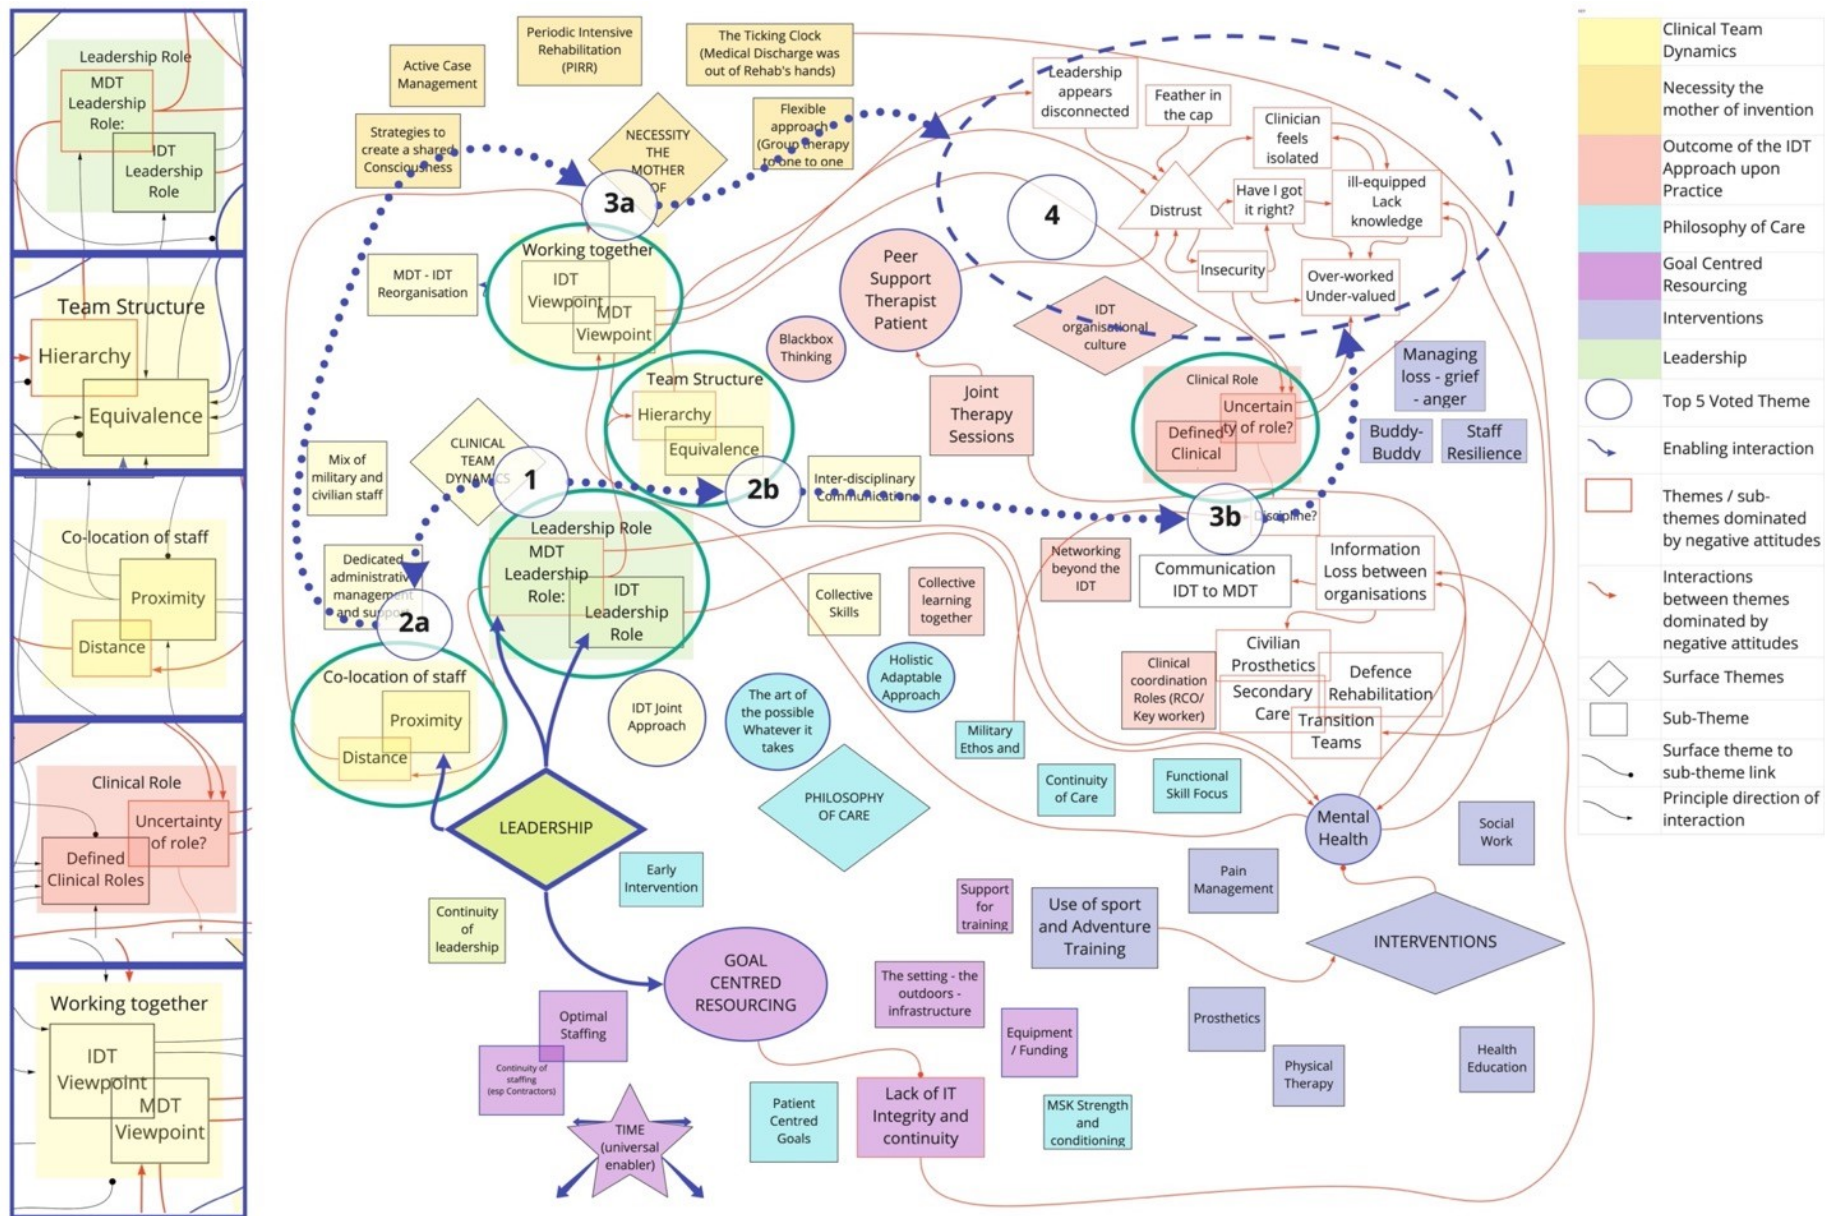 Leadership Role
MDT
Leadership
Role:
IDT
Leadership
Role
Team Structure
Hierarchy
Equivalence
Co-location of staff
Proximity
Distance
Clinical Role
Uncertainty
of role?
Defined
Clinical Roles
Working together
IDT
Viewpoint
MDT
Viewpoint
Active Case
Management
Periodic Intensive
Rehabilitation
(PIRR)
The Ticking Clock
(Medical Discharge was
out of Rehab's hands)
Strategies to
create a shared
Consciousness
NECESSITY
THE
MOTHER
OF
Flexible
approach
(Group therapy
to one to one
3a
Working together
IDT
Viewpoint
MDT
Viewpoint
MDT - IDT
Reorganisation
Leadership
appears
disconnected
Feather in
the cap
Clinician
feels
isolated
4
Distrust
Have I got
it right?
ill-equipped
Lack
knowledge
Insecurity
Over-worked
Under-valued
Peer
Support
Therapist
Patient
IDT
organisational
culture
Blackbox
Thinking
Team Structure
Hierarchy
Equivalence
Joint
Therapy
Sessions
Clinical Role
Uncertain
ty of role?
Defined
Clinical
Managing
loss - grief
- anger
Buddy-
Buddy
Staff
Resilience
Mix of
military and
civilian staff
CLINICAL
TEAM
DYNAMICS
1
2b
Inter-disciplinary
Communication
3b
Discipline?
Leadership Role
MDT
Leadership
Role:
IDT
Leadership
Role
Dedicated
administrativ
management
and support
2a
Co-location of staff
Proximity
Distance
Collective
Skills
Collective
learning
together
Networking
beyond the
IDT
Communication
IDT to MDT
Information
Loss between
organisations
Civilian
Prosthetics
Defence
Rehabilitation
Secondary
Care
Transition
Teams
Clinical
coordination
Roles (RCO/
Key worker)
IDT Joint
Approach
The art of
the possible
Whatever it
takes
Holistic
Adaptable
Approach
Military
Ethos and
Continuity
of Care
Functional
Skill Focus
PHILOSOPHY
OF CARE
LEADERSHIP
Early
Intervention
Continuity
of
leadership
Mental
Health
Social
Work
Pain
Management
Support
for
training
Use of sport
and Adventure
Training
INTERVENTIONS
GOAL
CENTRED
RESOURCING
The setting - the
outdoors -
infrastructure
Optimal
Staffing
Continuity of
staffing
(esp Contractors)
Equipment
/ Funding
Prosthetics
Physical
Therapy
Health
Education
TIME
(universal
enabler)
Patient
Centred
Goals
Lack of IT
Integrity and
continuity
MSK Strength
and
conditioning
Clinical Team
Dynamics
Necessity the
mother of invention
Outcome of the IDT
Approach upon
Practice
Philosophy of Care
Goal Centred
Resourcing
Interventions
Leadership
Top 5 Voted Theme
Enabling interaction
Themes / sub-
themes dominated
by negative attitudes
Interactions
between themes
dominated by
negative attitudes
Surface Themes
Sub-Theme
Surface theme to
sub-theme link
Principle direction of
interaction